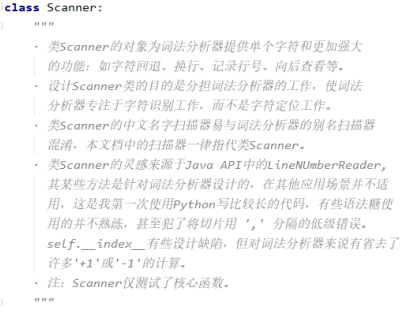 class Scanner:
"""
· 类Scanner的对象为词法分析器提供单个字符和更加强大
的功能：如字符回退、换行、记录行号、向后查看等。
· 设计Scanner类的目的是分担词法分析器的工作，使词法
分析器专注于字符识别工作，而不是字符定位工作。
· 类Scanner的中文名字扫描器易与词法分析器的别名扫描器
混淆，本文档中的扫描器一律指代类Scanner。
· 类Scanner的灵感来源于Java API中的LineNUmberReader,
其某些方法是针对词法分析器设计的，在其他应用场景并不适
用，这是我第一次使用Python写比较长的代码，有些语法糖使
用的并不熟练，甚至犯了将切片用 ',' 分隔的低级错误。
self.__index__有些设计缺陷，但对词法分析器来说有省去了
许多'+1'或'-1'的计算。
· 注：Scanner仅测试了核心函数。
"""